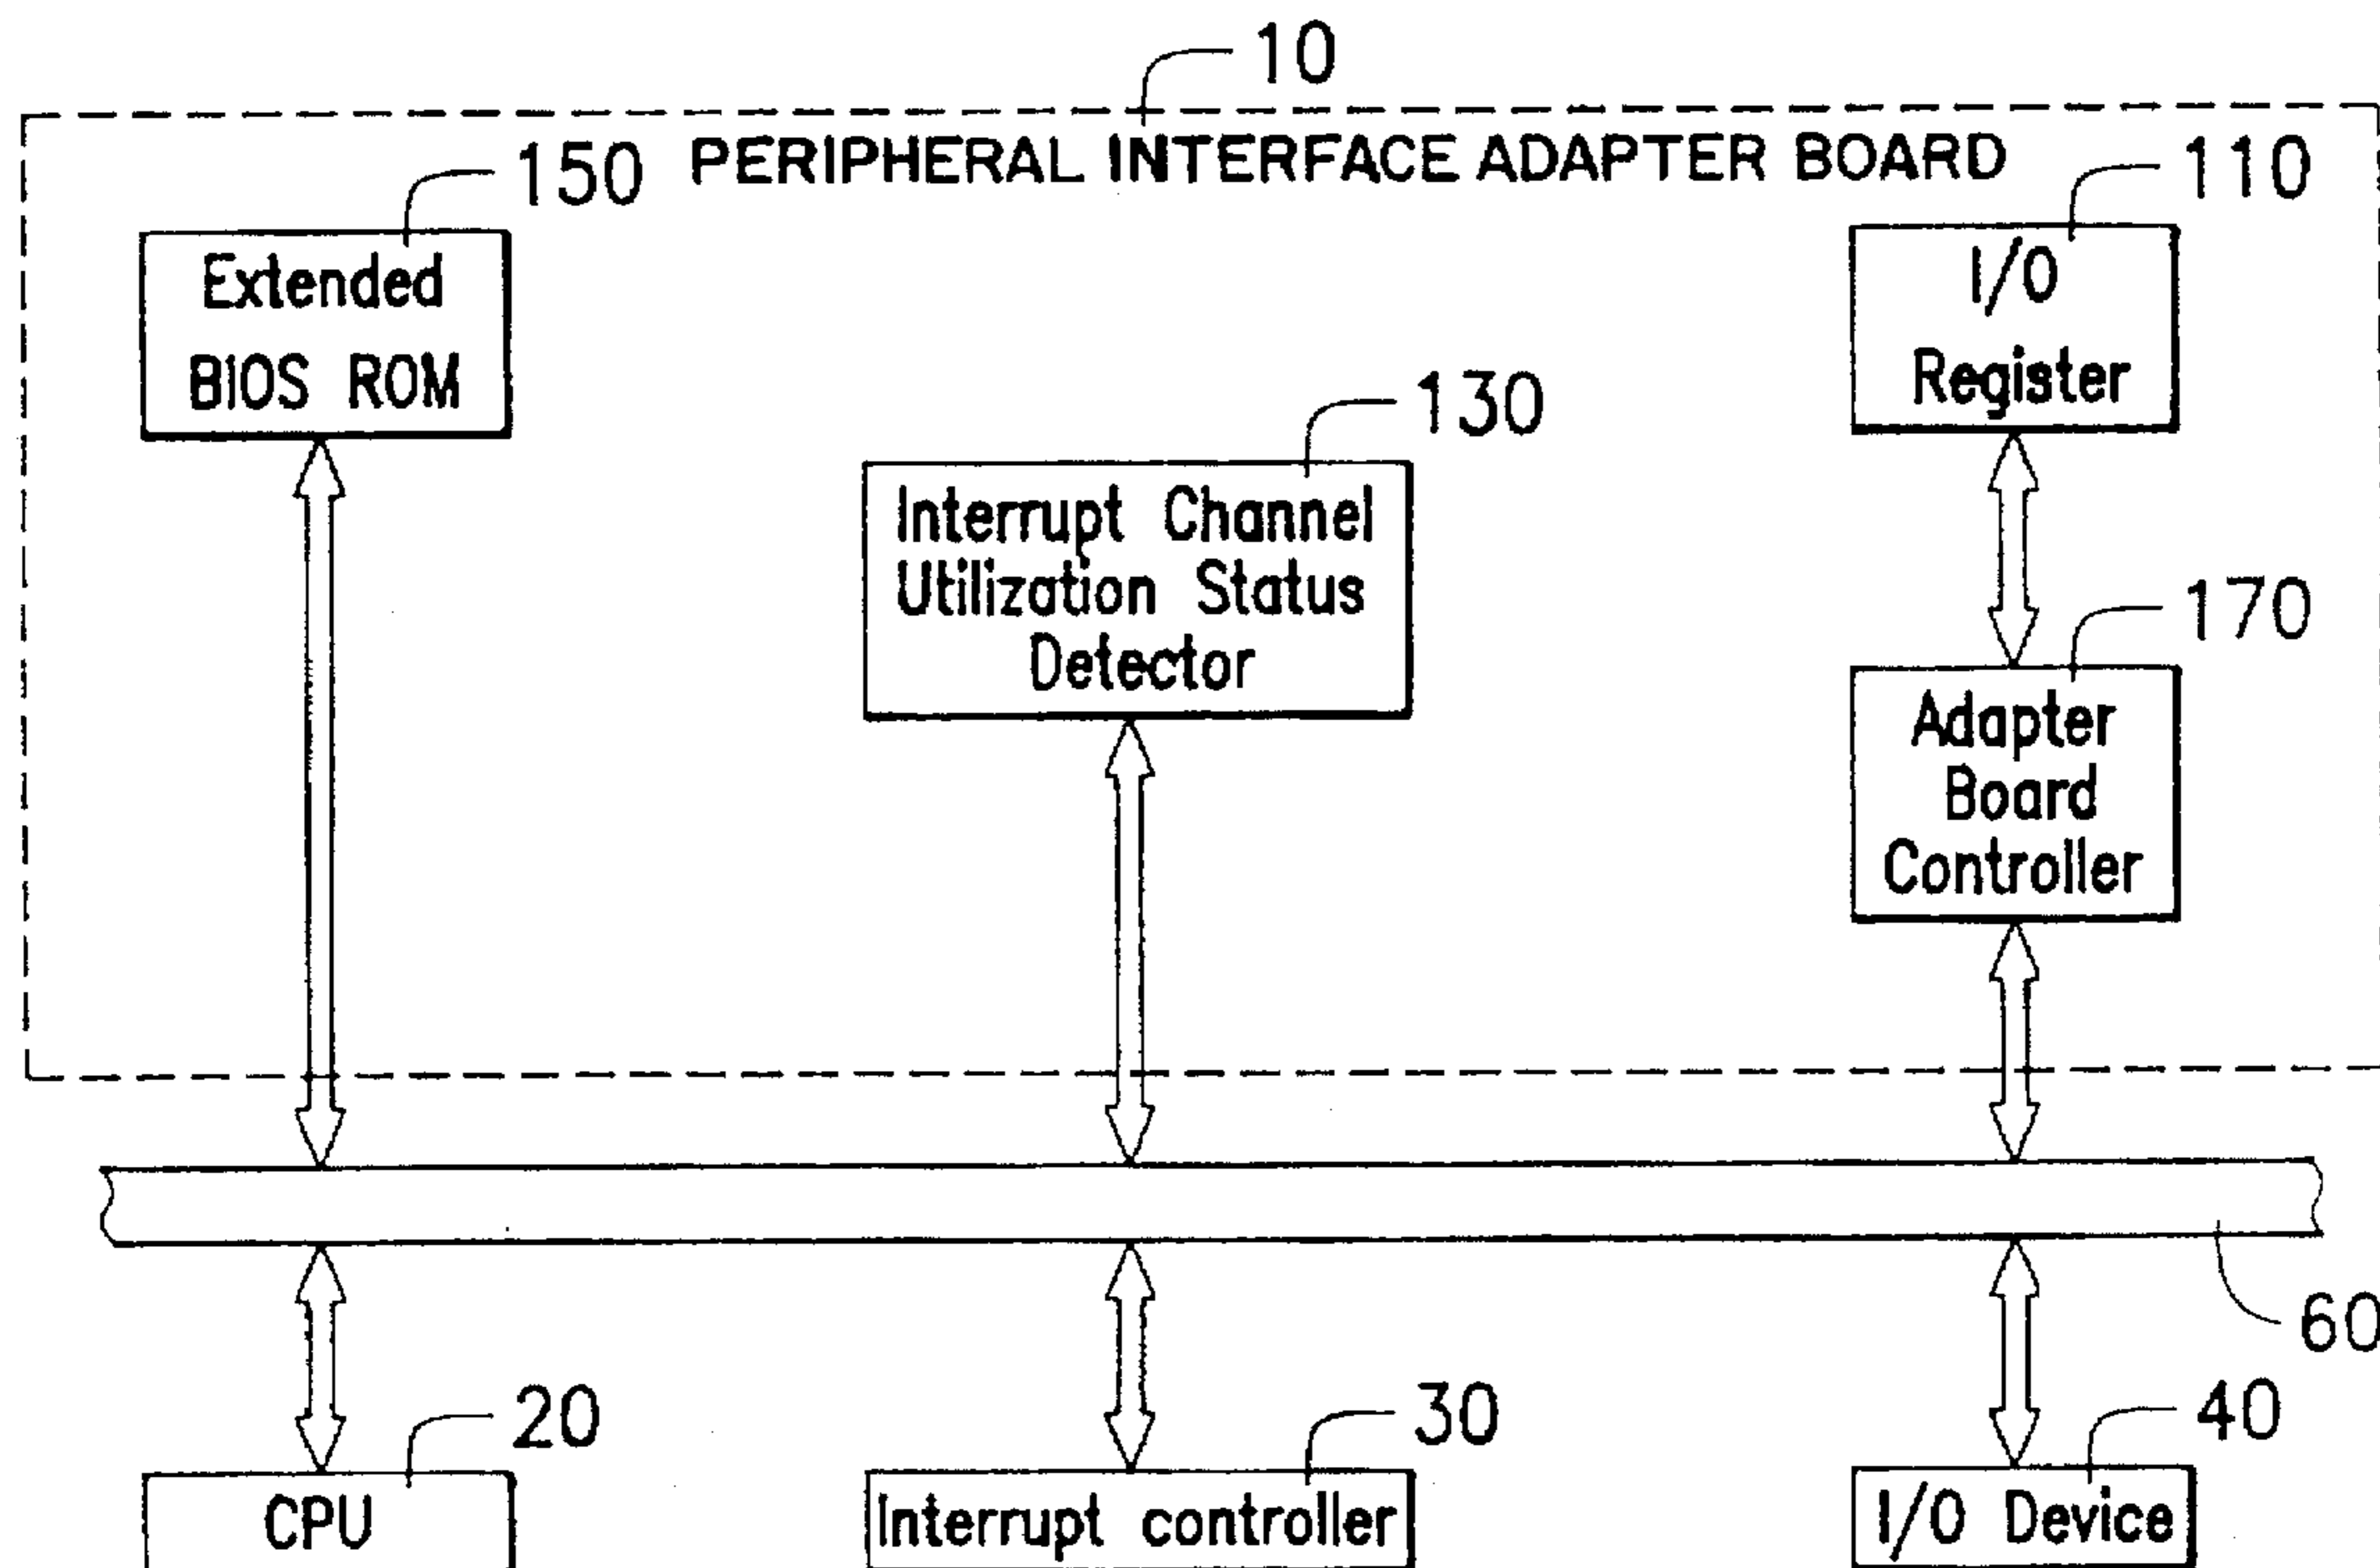 10
PERIPHERAL INTERFACE ADAPTER BOARD
150
Extended
BIOS ROM
110
I/O
Register
130
Interrupt Channel
Utilization Status
Detector
170
Adapter
Board
Controller
60
20
CPU
30
Interrupt controller
40
I/O Device